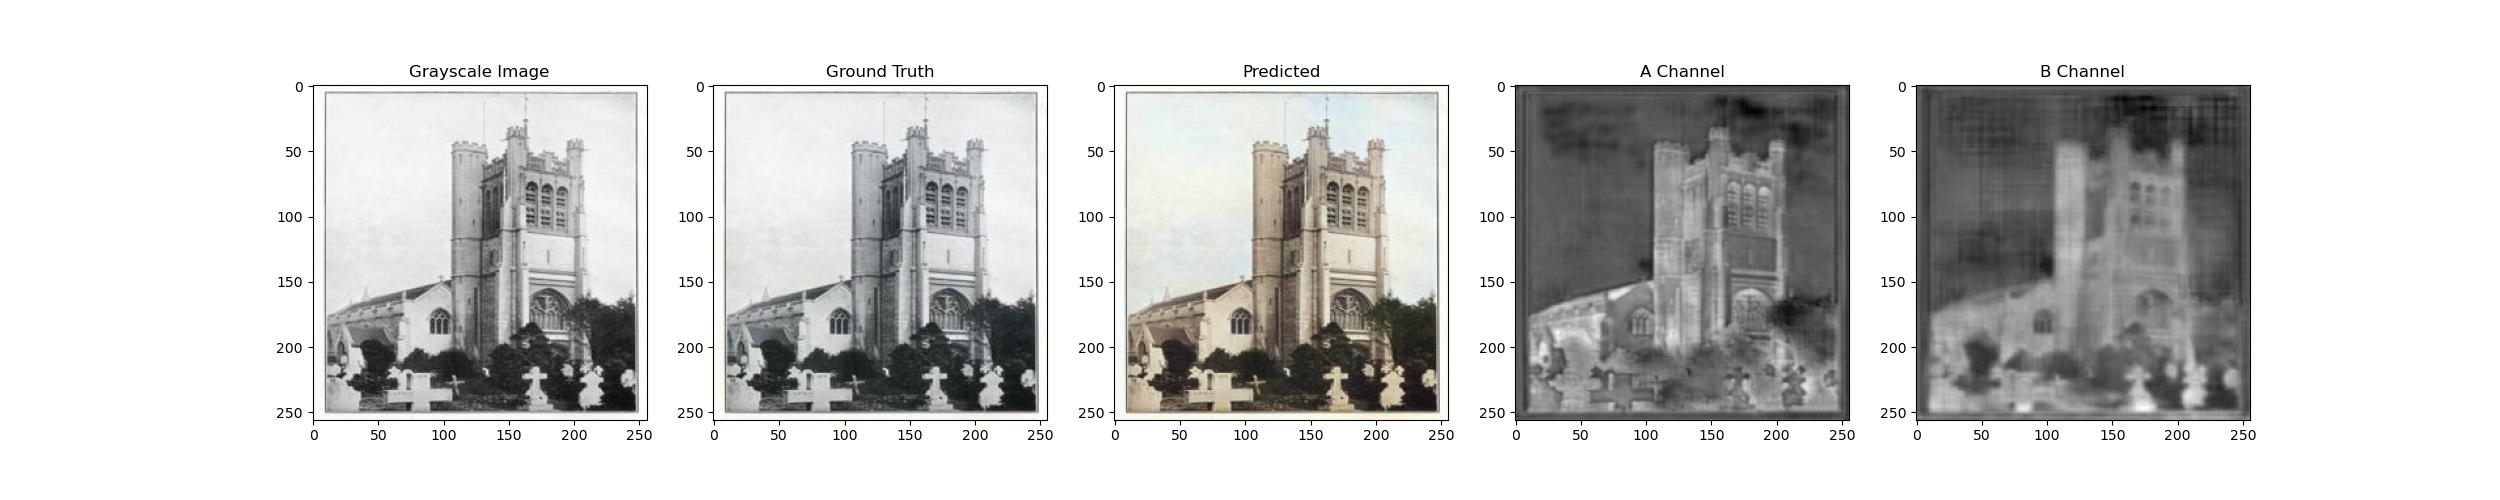 Grayscale Image Ground Truth Predicted A Channel B Channel
0 0 0 0 0
50 50 50 50 50
100 100 100 100 100
150 150 150 150 150
200 200 200 200 200
250 250 250 250 250
0 50 100 150 200 250 0 50 100 150 200 250 0 50 100 150 200 250 0 50 100 150 200 250 0 50 100 150 200 250